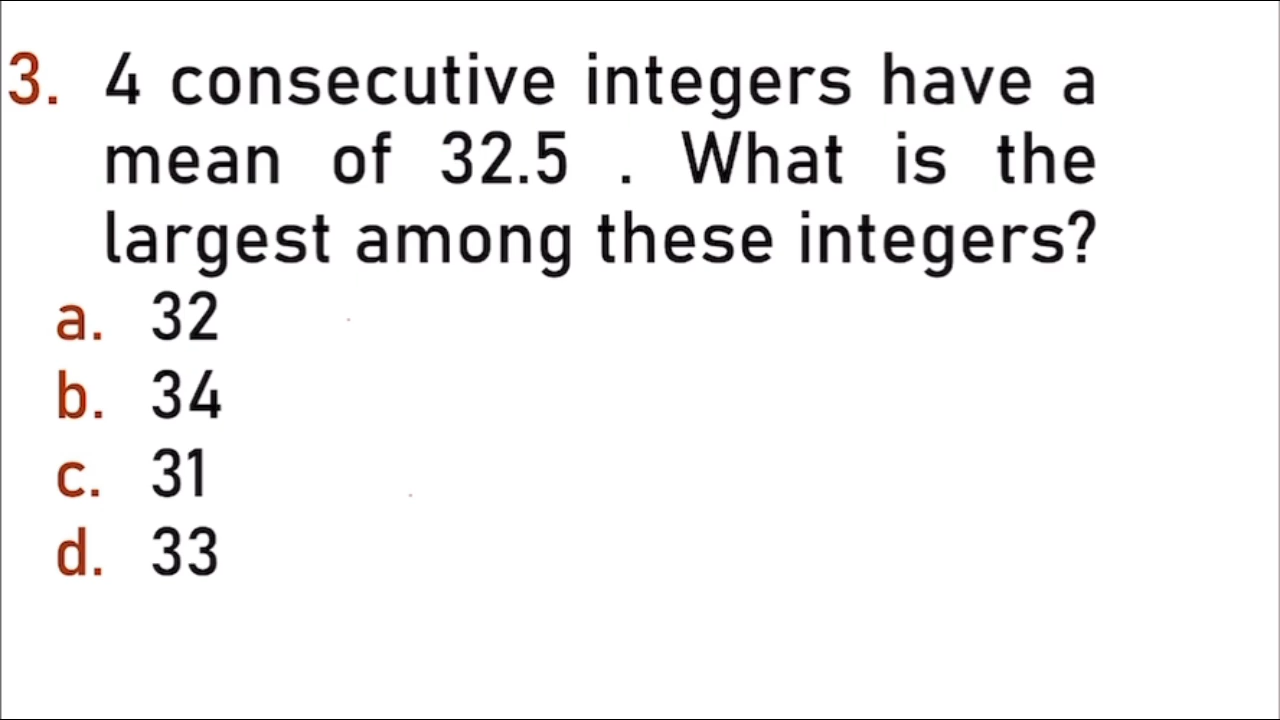 3. 4 consecutive integers have a
mean of 32.5 . What is the
largest among these integers?
a. 32
b. 34
c. 31
d. 33